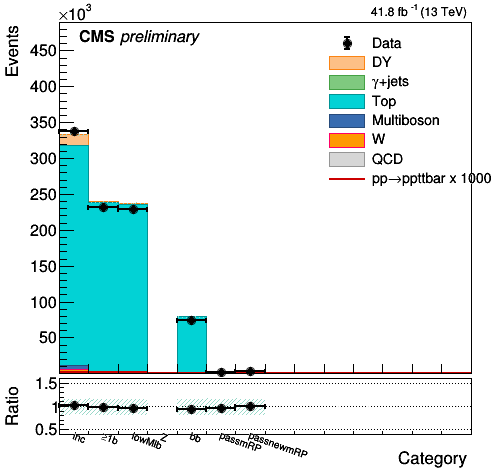 ×10³
41.8 fb⁻¹ (13 TeV)
Events
CMS preliminary
450
400
350
300
250
200
150
100
50
Data
DY
γ+jets
Top
Multiboson
W
QCD
pp→ppttbar x 1000
Ratio
1.5
1
0.5
inc
≥1b
lowMlb
Z
bb
passmRP
passnewmRP
Category